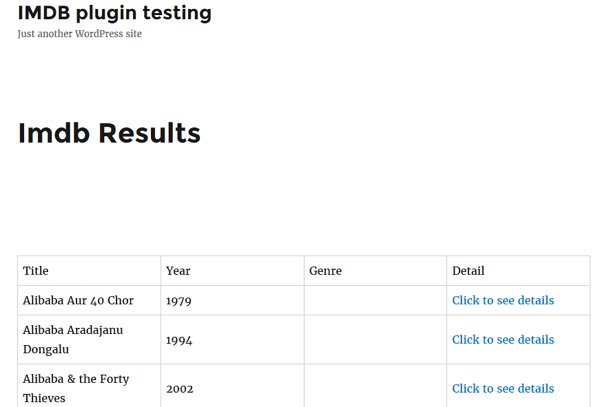 IMDB plugin testing
Just another WordPress site
Imdb Results
Title Year Genre Detail
Alibaba Aur 40 Chor 1979 Click to see details
Alibaba Aradajanu
Dongalu 1994 Click to see details
Alibaba & the Forty
Thieves 2002 Click to see details